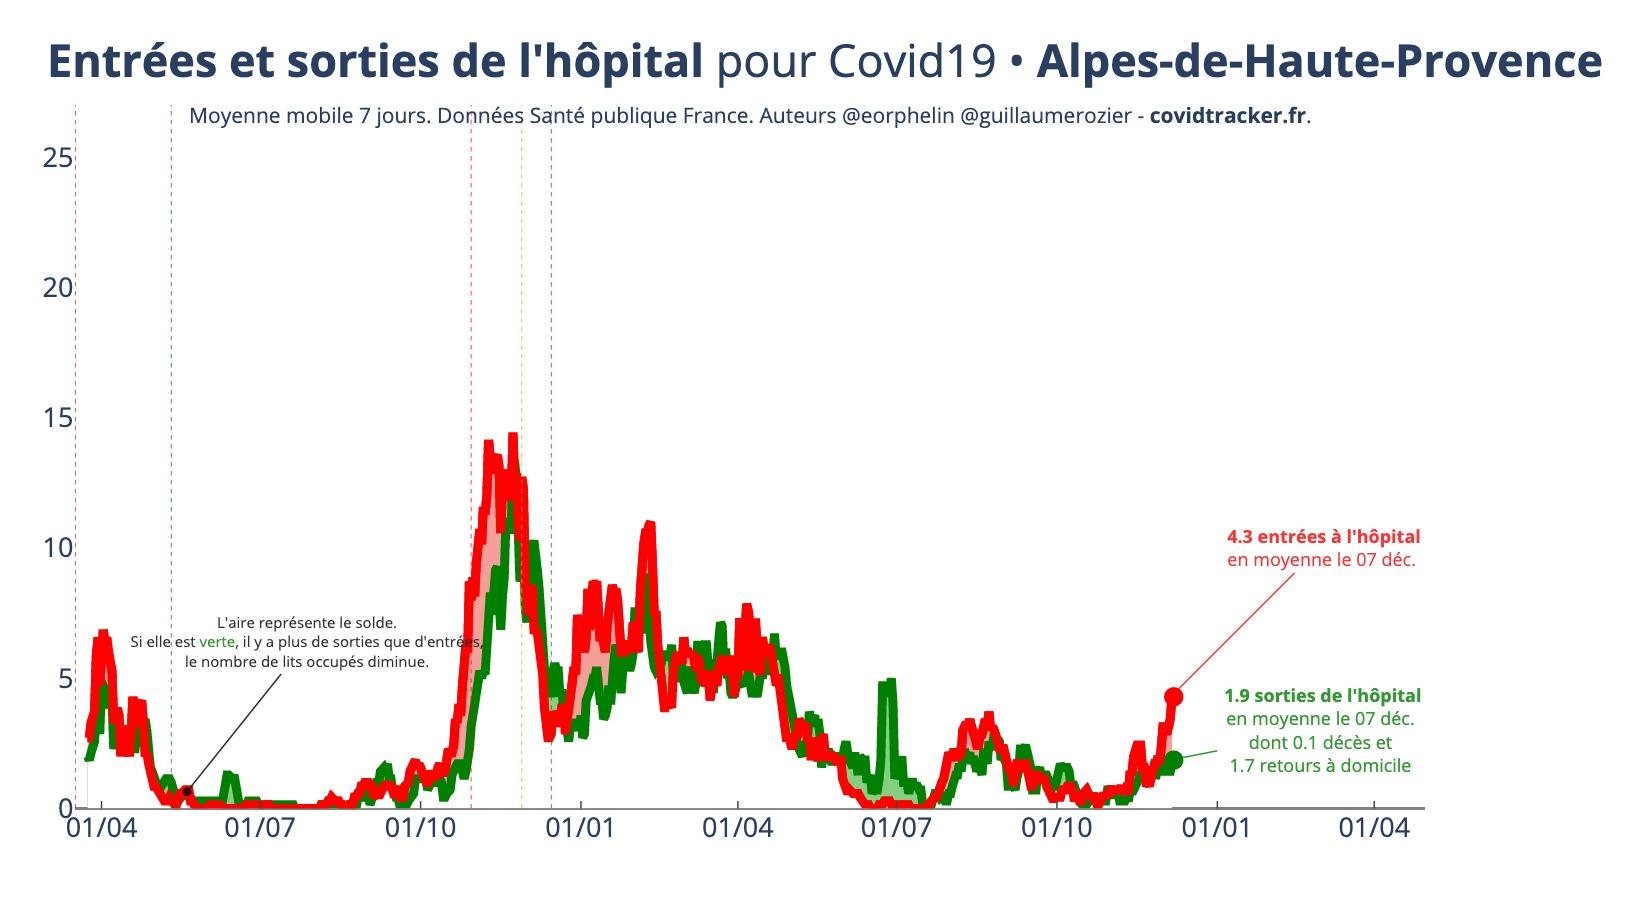 Entrées et sorties de l'hôpital pour Covid19 • Alpes-de-Haute-Provence
Moyenne mobile 7 jours. Données Santé publique France. Auteurs @eorphelin @guillaumerozier - covidtracker.fr.
25
20
15
10
5
0
L'aire représente le solde.
Si elle est verte, il y a plus de sorties que d'entrées,
le nombre de lits occupés diminue.
4.3 entrées à l'hôpital
en moyenne le 07 déc.
1.9 sorties de l'hôpital
en moyenne le 07 déc.
dont 0.1 décès et
1.7 retours à domicile
01/04
01/07
01/10
01/01
01/04
01/07
01/10
01/01
01/04